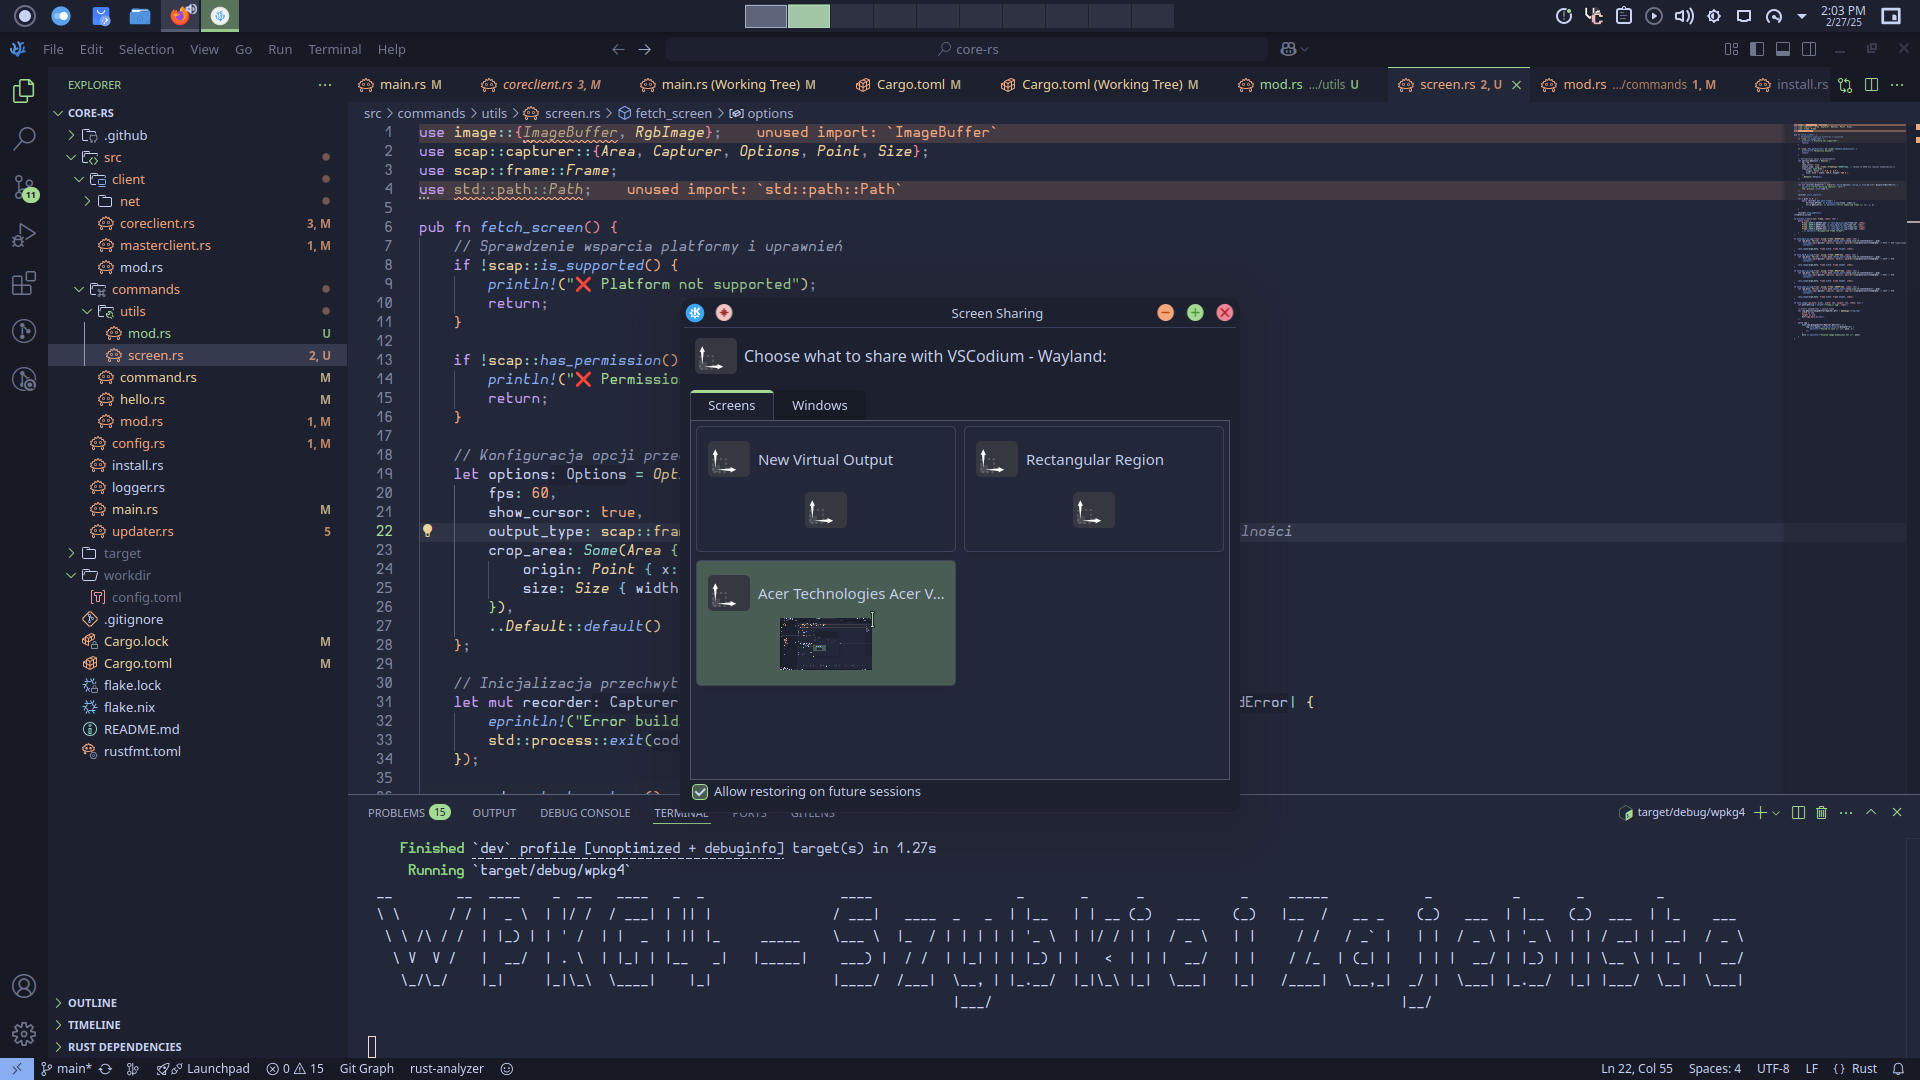 2:03 PM
2/27/25
File Edit Selection View Go Run Terminal Help
core-rs
EXPLORER
main.rs M
coreclient.rs 3, M
main.rs (Working Tree) M
Cargo.toml M
Cargo.toml (Working Tree) M
mod.rs .../utils U
screen.rs 2, U
mod.rs .../commands 1, M
install.rs
src > commands > utils > screen.rs > fetch_screen > options
CORE-RS
.github
src
client
net
coreclient.rs 3, M
masterclient.rs 1, M
mod.rs
commands
utils
mod.rs U
screen.rs 2, U
command.rs M
hello.rs M
mod.rs 1, M
config.rs 1, M
install.rs
logger.rs
main.rs M
updater.rs 5
target
workdir
config.toml
.gitignore
Cargo.lock M
Cargo.toml M
flake.lock
flake.nix
README.md
rustfmt.toml
OUTLINE
TIMELINE
RUST DEPENDENCIES
11
1 use image::{ImageBuffer, RgbImage}; unused import: `ImageBuffer`
2 use scap::capturer::{Area, Capturer, Options, Point, Size};
3 use scap::frame::Frame;
4 use std::path::Path; unused import: `std::path::Path`
5
6 pub fn fetch_screen() {
7 // Sprawdzenie wsparcia platformy i uprawnień
8 if !scap::is_supported() {
9 println!("❌ Platform not supported");
10 return;
11 }
12
13 if !scap::has_permission()
14 println!("❌ Permissio
15 return;
16 }
17
18 // Konfiguracja opcji prze
19 let options: Options = Opt
20 fps: 60,
21 show_cursor: true,
22 output_type: scap::fra lności
23 crop_area: Some(Area {
24 origin: Point { x:
25 size: Size { width
26 }),
27 ..Default::default()
28 };
29
30 // Inicjalizacja przechwyt
31 let mut recorder: Capturer dError| {
32 eprintln!("Error build
33 std::process::exit(cod
34 });
35
Screen Sharing
Choose what to share with VSCodium - Wayland:
Screens Windows
New Virtual Output
Rectangular Region
Acer Technologies Acer V...
Allow restoring on future sessions
PROBLEMS 15 OUTPUT DEBUG CONSOLE TERMINAL PORTS GITLENS
target/debug/wpkg4
Finished `dev` profile [unoptimized + debuginfo] target(s) in 1.27s
Running `target/debug/wpkg4`
WPKG4 - Szybkiej i Zajebiście
main* Launchpad 0 15 Git Graph rust-analyzer
Ln 22, Col 55 Spaces: 4 UTF-8 LF {} Rust